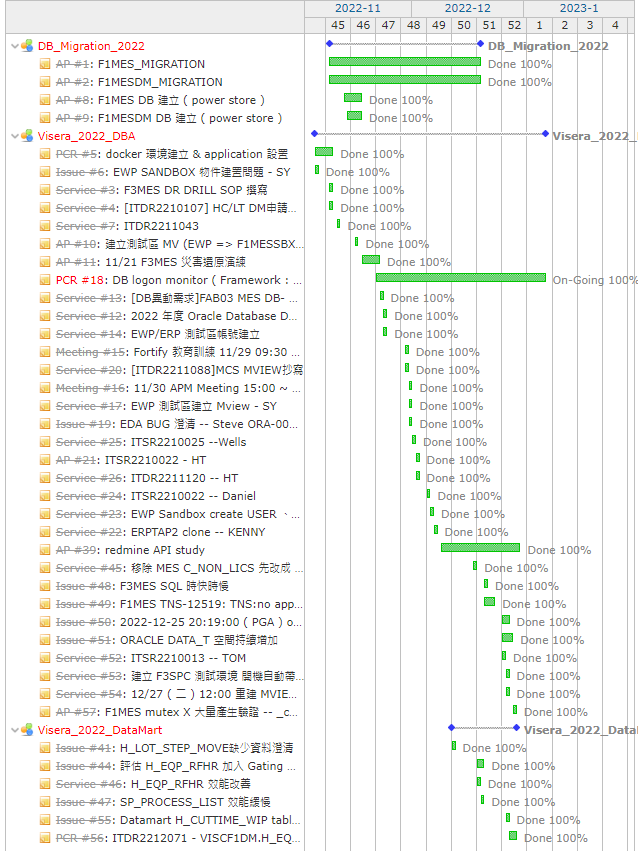 2022-11 2022-12 2023-1
45 46 47 48 49 50 51 52 1 2 3 4
DB_Migration_2022 DB_Migration_2022
AP #1: F1MES_MIGRATION Done 100%
AP #2: F1MESDM_MIGRATION Done 100%
AP #8: F1MES DB 建立 ( power store ) Done 100%
AP #9: F1MESDM DB 建立 ( power store ) Done 100%
Visera_2022_DBA Visera_2022_
PCR #5: docker 環境建立 & application 設置 Done 100%
Issue #6: EWP SANDBOX 物件建置問題 - SY Done 100%
Service #3: F3MES DR DRILL SOP 撰寫 Done 100%
Service #4: [ITDR2210107] HC/LT DM申請... Done 100%
Service #7: ITDR2211043 Done 100%
AP #10: 建立測試區 MV (EWP => F1MESSBX... Done 100%
AP #11: 11/21 F3MES 災害還原演練 Done 100%
PCR #18: DB logon monitor ( Framework : ... On-Going 100%
Service #13: [DB異動需求]FAB03 MES DB- ... Done 100%
Service #12: 2022 年度 Oracle Database D... Done 100%
Service #14: EWP/ERP 測試區帳號建立 Done 100%
Meeting #15: Fortify 教育訓練 11/29 09:30 ... Done 100%
Service #20: [ITDR2211088]MCS MVIEW抄寫 Done 100%
Meeting #16: 11/30 APM Meeting 15:00 ~ ... Done 100%
Service #17: EWP 測試區建立 Mview - SY Done 100%
Issue #19: EDA BUG 澄清 -- Steve ORA-00... Done 100%
Service #25: ITSR2210025 --Wells Done 100%
AP #21: ITSR2210022 - HT Done 100%
Service #26: ITDR2211120 -- HT Done 100%
Service #24: ITSR2210022 -- Daniel Done 100%
Service #23: EWP Sandbox create USER 、... Done 100%
Service #22: ERPTAP2 clone -- KENNY Done 100%
AP #39: redmine API study Done 100%
Service #45: 移除 MES C_NON_LICS 先改成 ... Done 100%
Issue #48: F3MES SQL 時快時慢 Done 100%
Issue #49: F1MES TNS-12519: TNS:no app... Done 100%
Issue #50: 2022-12-25 20:19:00 ( PGA ) o... Done 100%
Issue #51: ORACLE DATA_T 空間持續增加 Done 100%
Service #52: ITSR2210013 -- TOM Done 100%
Service #53: 建立 F3SPC 測試環境 開機自動帶... Done 100%
Service #54: 12/27 ( 二 ) 12:00 重建 MVIE... Done 100%
AP #57: F1MES mutex X 大量產生驗證 -- _c... Done 100%
Visera_2022_DataMart Visera_2022_Data
Issue #41: H_LOT_STEP_MOVE缺少資料澄清 Done 100%
Issue #44: 評估 H_EQP_RFHR 加入 Gating ... Done 100%
Service #46: H_EQP_RFHR 效能改善 Done 100%
Issue #47: SP_PROCESS_LIST 效能緩慢 Done 100%
Issue #55: Datamart H_CUTTIME_WIP tabl... Done 100%
PCR #56: ITDR2212071 - VISCF1DM.H_EQ... Done 100%